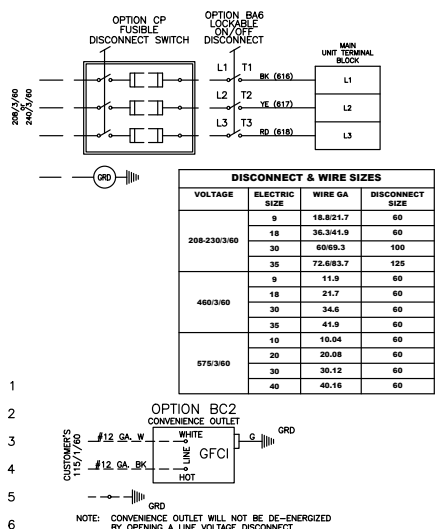 OPTION CP
FUSIBLE
DISCONNECT SWITCH
OPTION BA6
LOCKABLE
ON/OFF
DISCONNECT
MAIN
UNIT TERMINAL
BLOCK
208/3/60
or
240/3/60
L1 T1
BK (616)
L1
L2 T2
YE (617)
L2
L3 T3
RD (618)
L3
GRD
DISCONNECT & WIRE SIZES
VOLTAGE ELECTRIC SIZE WIRE GA DISCONNECT SIZE
208-230/3/60
9 18.8/21.7 60
18 36.3/41.9 60
30 60/69.3 100
35 72.6/83.7 125
460/3/60
9 11.9 60
18 21.7 60
30 34.6 60
35 41.9 60
575/3/60
10 10.04 60
20 20.08 60
30 30.12 60
40 40.16 60
1
2
3
4
5
6
OPTION BC2
CONVENIENCE OUTLET
CUSTOMER'S
115/1/60
#12 GA. W
WHITE
LINE
GFCI
G
GRD
#12 GA. BK
HOT
GRD
NOTE: CONVENIENCE OUTLET WILL NOT BE DE-ENERGIZED
BY OPENING A LINE VOLTAGE DISCONNECT